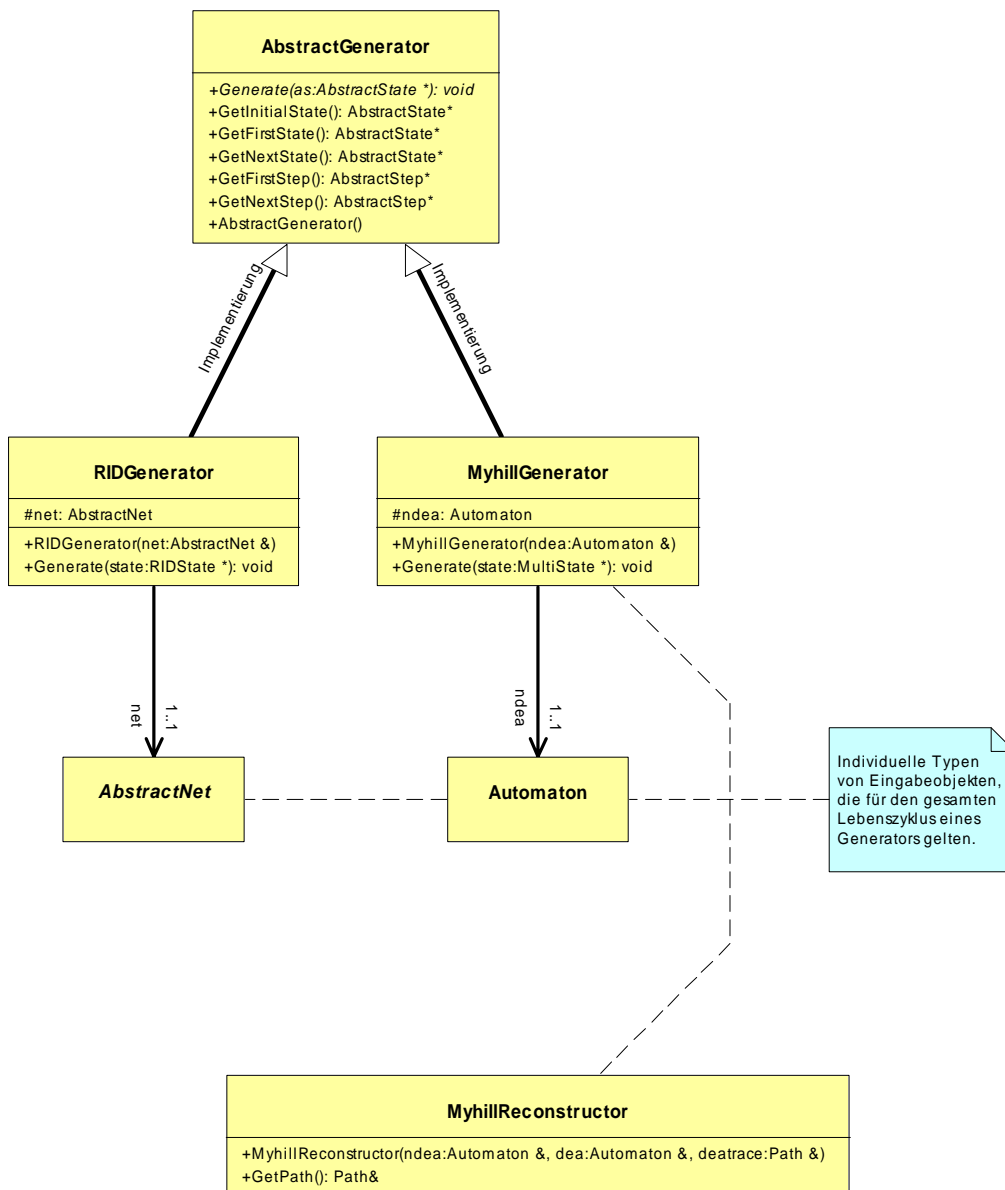 AbstractGenerator
+Generate(as:AbstractState *): void
+GetInitialState(): AbstractState*
+GetFirstState(): AbstractState*
+GetNextState(): AbstractState*
+GetFirstStep(): AbstractStep*
+GetNextStep(): AbstractStep*
+AbstractGenerator()
Implementierung
Implementierung
RIDGenerator
#net: AbstractNet
+RIDGenerator(net:AbstractNet &)
+Generate(state:RIDState *): void
MyhillGenerator
#ndea: Automaton
+MyhillGenerator(ndea:Automaton &)
+Generate(state:MultiState *): void
net
1..1
ndea
1..1
AbstractNet
Automaton
Individuelle Typen
von Eingabeobjekten,
die für den gesamten
Lebenszyklus eines
Generators gelten.
MyhillReconstructor
+MyhillReconstructor(ndea:Automaton &, dea:Automaton &, deatrace:Path &)
+GetPath(): Path&